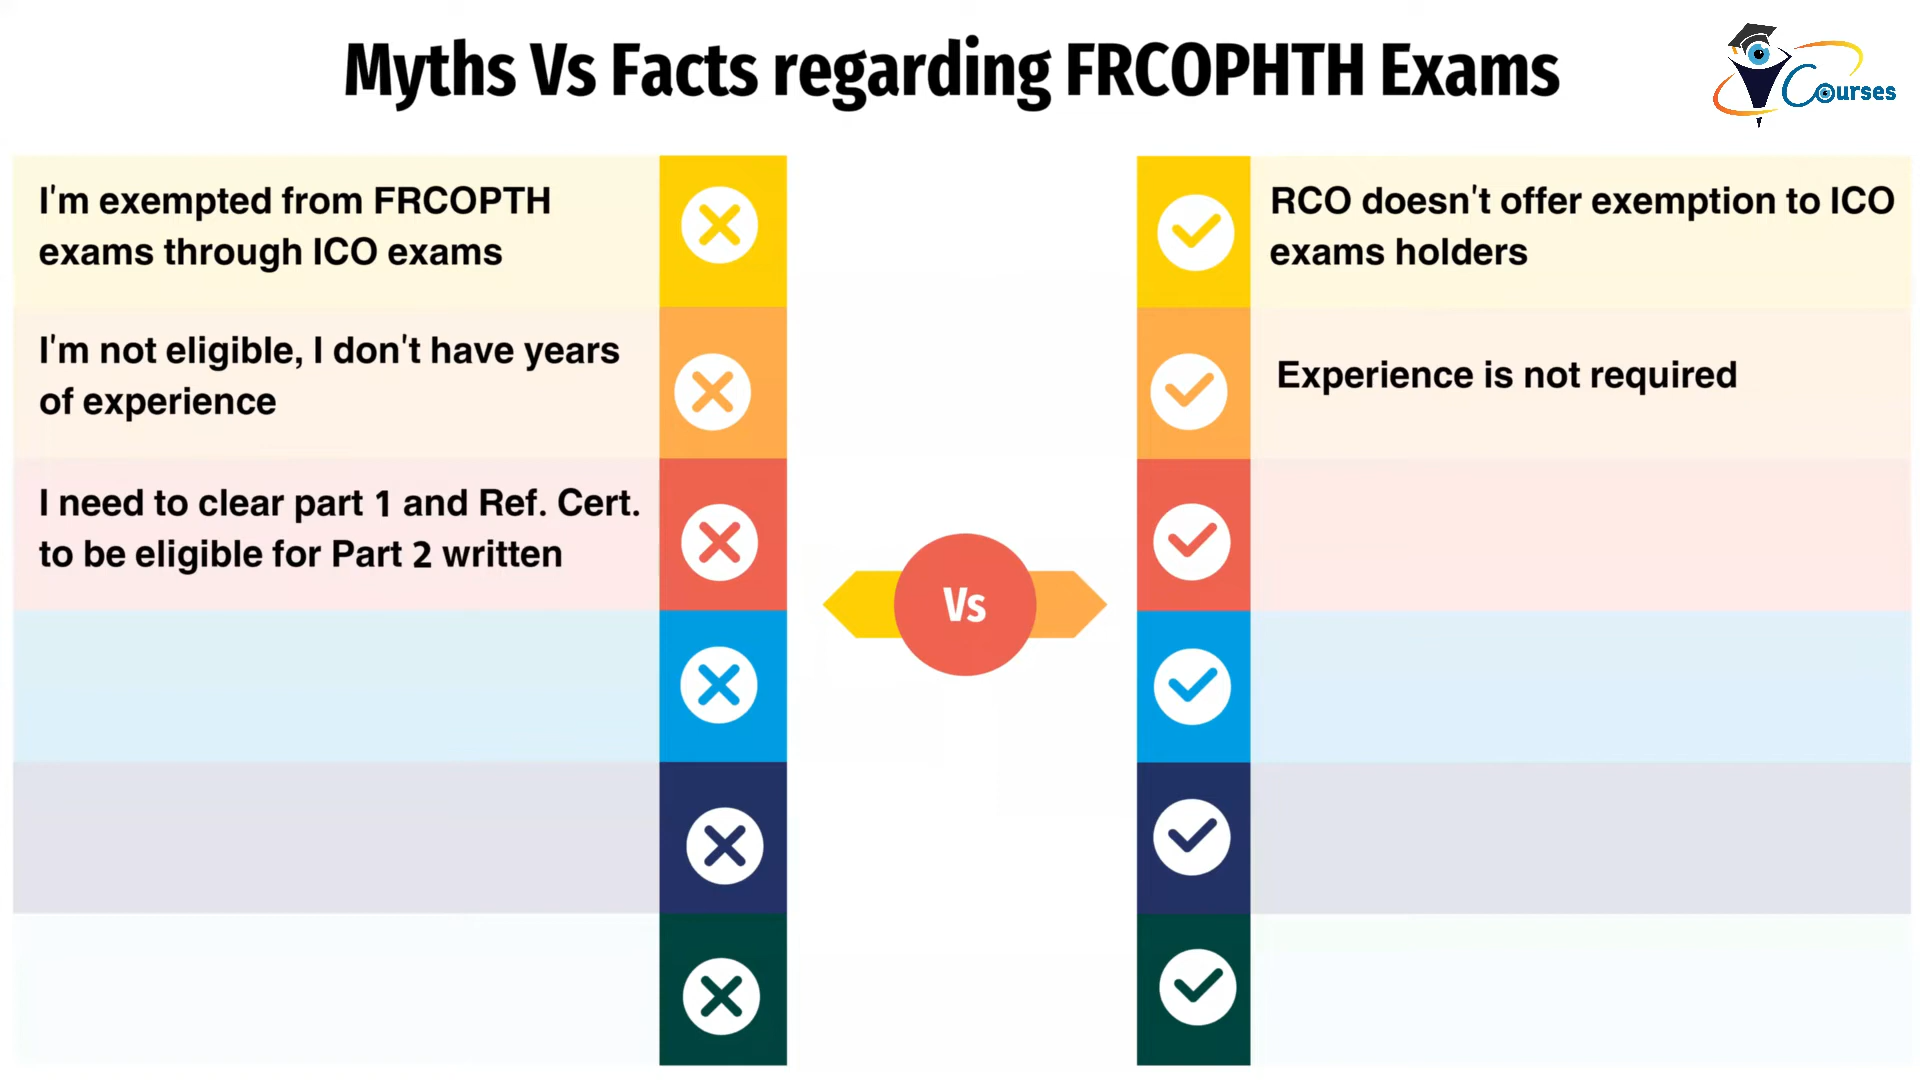 Myths Vs Facts regarding FRCOPHTH Exams
Courses
I'm exempted from FRCOPTH
exams through ICO exams
RCO doesn't offer exemption to ICO
exams holders
I'm not eligible, I don't have years
of experience
Experience is not required
I need to clear part 1 and Ref. Cert.
to be eligible for Part 2 written
Vs